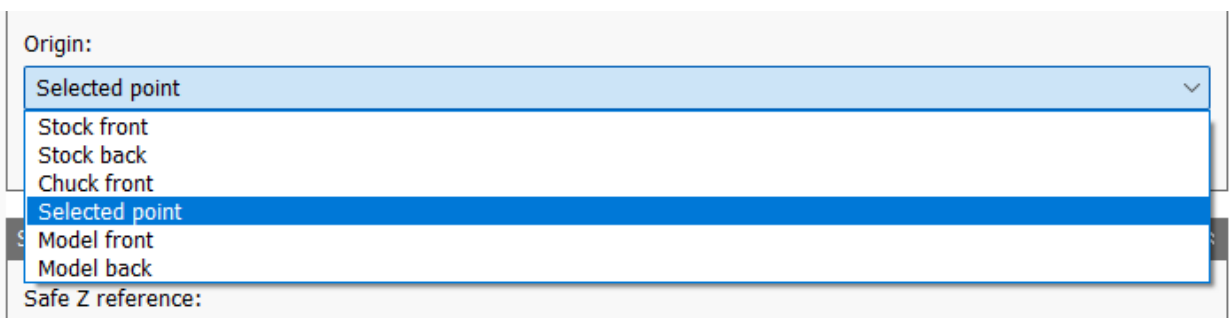 Origin:
Selected point
Stock front
Stock back
Chuck front
Selected point
Model front
Model back
Safe Z reference: